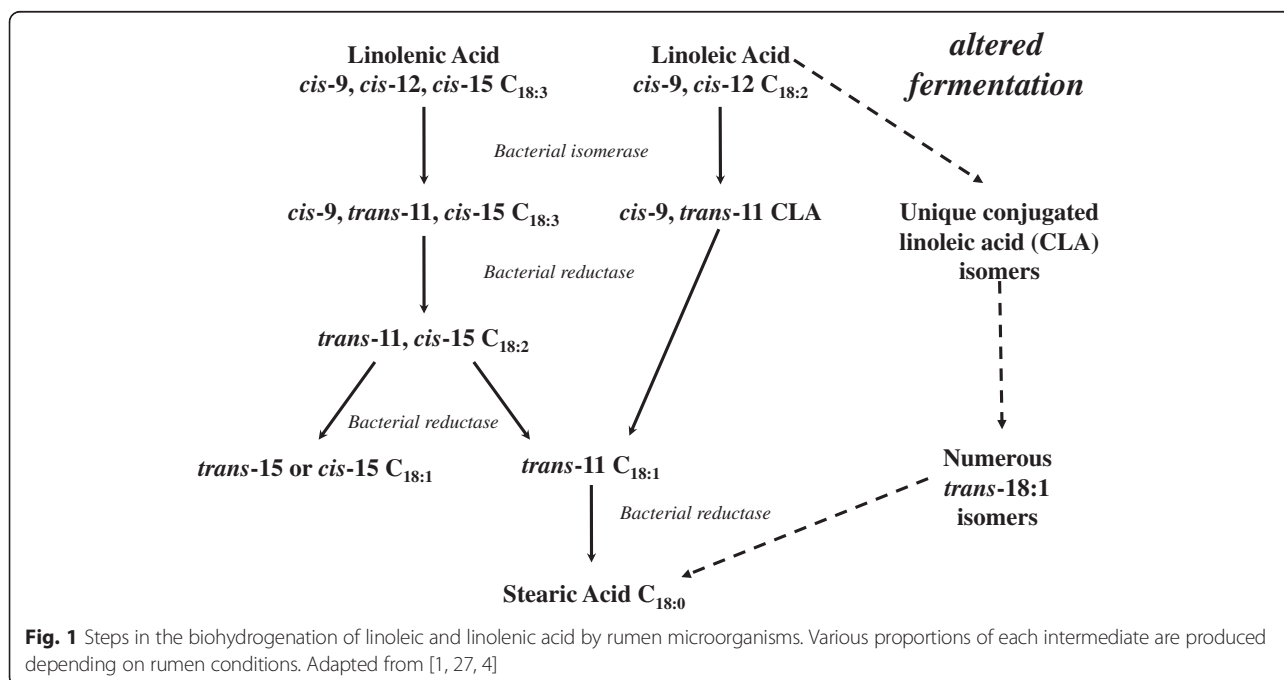 Linolenic Acid
cis-9, cis-12, cis-15 C18:3
Linoleic Acid
cis-9, cis-12 C18:2
altered
fermentation
Bacterial isomerase
cis-9, trans-11, cis-15 C18:3
cis-9, trans-11 CLA
Unique conjugated
linoleic acid (CLA)
isomers
Bacterial reductase
trans-11, cis-15 C18:2
Bacterial reductase
trans-15 or cis-15 C18:1
trans-11 C18:1
Numerous
trans-18:1
isomers
Bacterial reductase
Stearic Acid C18:0
Fig. 1 Steps in the biohydrogenation of linoleic and linolenic acid by rumen microorganisms. Various proportions of each intermediate are produced
depending on rumen conditions. Adapted from [1, 27, 4]